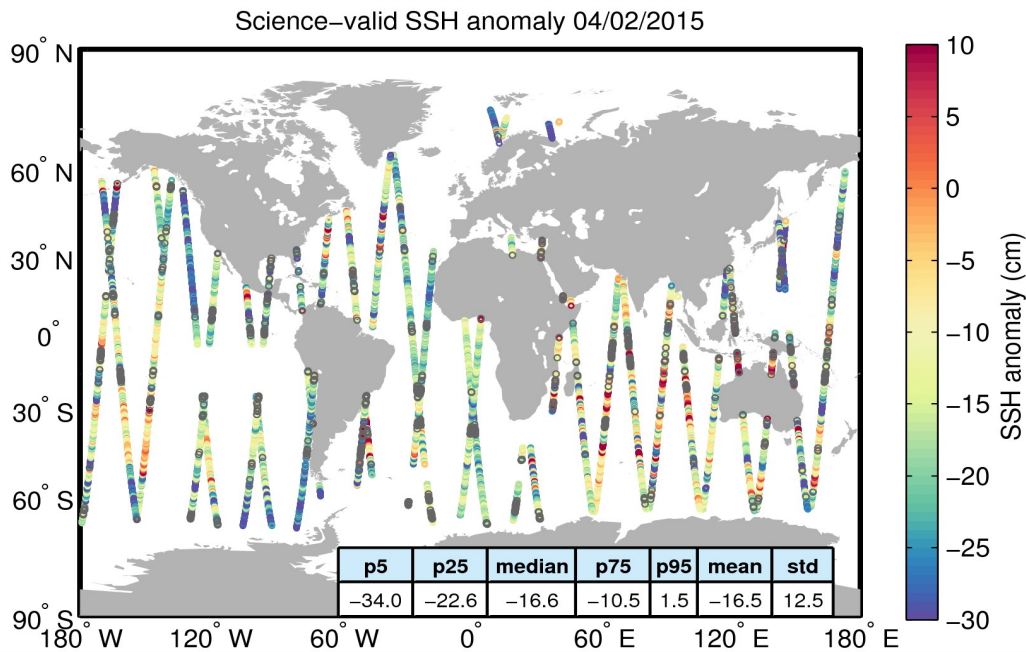 Science−valid SSH anomaly 04/02/2015
90° N
60° N
30° N
0°
30° S
60° S
90° S
180° W
120° W
60° W
0°
60° E
120° E
180° E
p5 p25 median p75 p95 mean std
−34.0 −22.6 −16.6 −10.5 1.5 −16.5 12.5
10
5
0
−5
−10
−15
−20
−25
−30
SSH anomaly (cm)